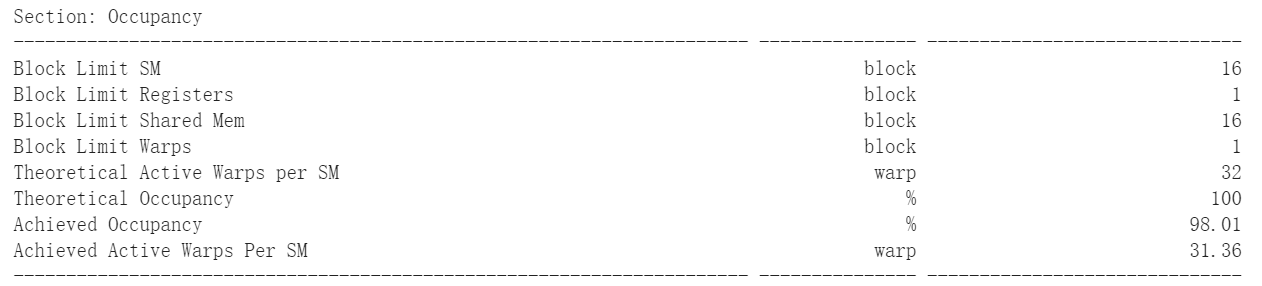 Section: Occupancy
---------------------------------------------------------------------- --------------- ------------------------------
Block Limit SM block 16
Block Limit Registers block 1
Block Limit Shared Mem block 16
Block Limit Warps block 1
Theoretical Active Warps per SM warp 32
Theoretical Occupancy % 100
Achieved Occupancy % 98.01
Achieved Active Warps Per SM warp 31.36
---------------------------------------------------------------------- --------------- ------------------------------